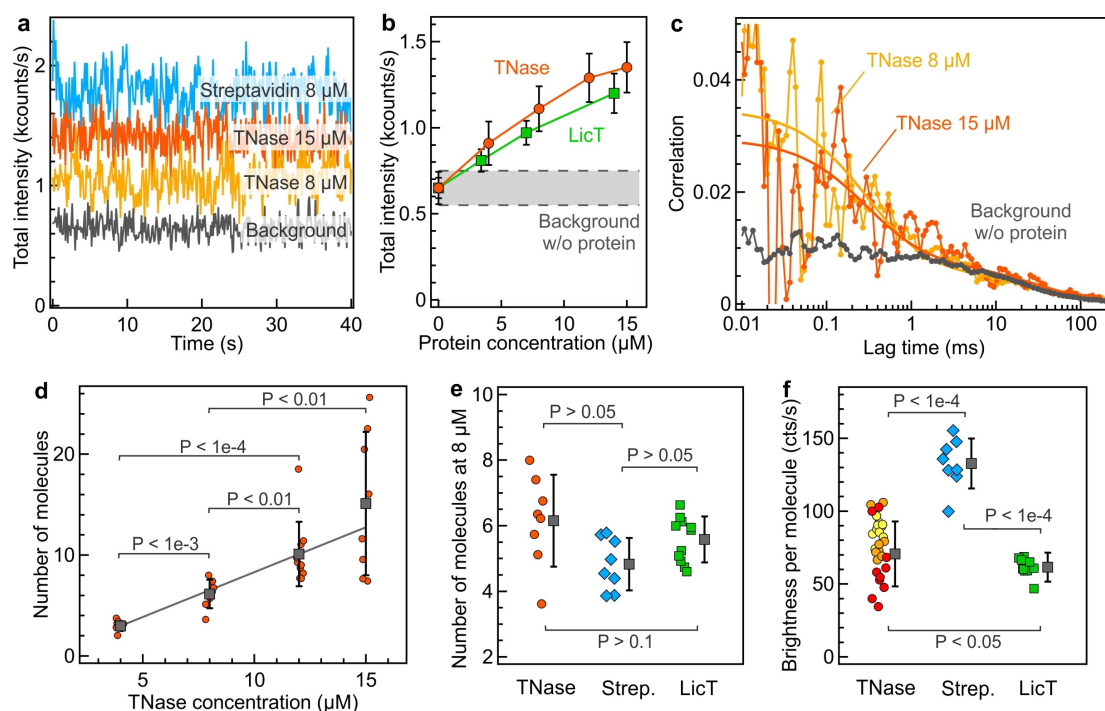 a
Total intensity (kcounts/s)
2
1
0
Streptavidin 8 µM
TNase 15 µM
TNase 8 µM
Background
0 10 20 30 40
Time (s)
b
Total intensity (kcounts/s)
1.5
1.0
0.5
0
TNase
LicT
Background
w/o protein
0 5 10 15
Protein concentration (µM)
c
Correlation
0.04
0.02
0
TNase 8 µM
TNase 15 µM
Background
w/o protein
0.01 0.1 1 10 100
Lag time (ms)
d
Number of molecules
20
10
0
P < 0.01
P < 1e-4
P < 0.01
P < 1e-3
5 10 15
TNase concentration (µM)
e
Number of molecules at 8 µM
10
8
6
4
2
P > 0.05
P > 0.05
P > 0.1
TNase Strep. LicT
f
Brightness per molecule (cts/s)
150
100
50
0
P < 1e-4
P < 1e-4
P < 0.05
TNase Strep. LicT